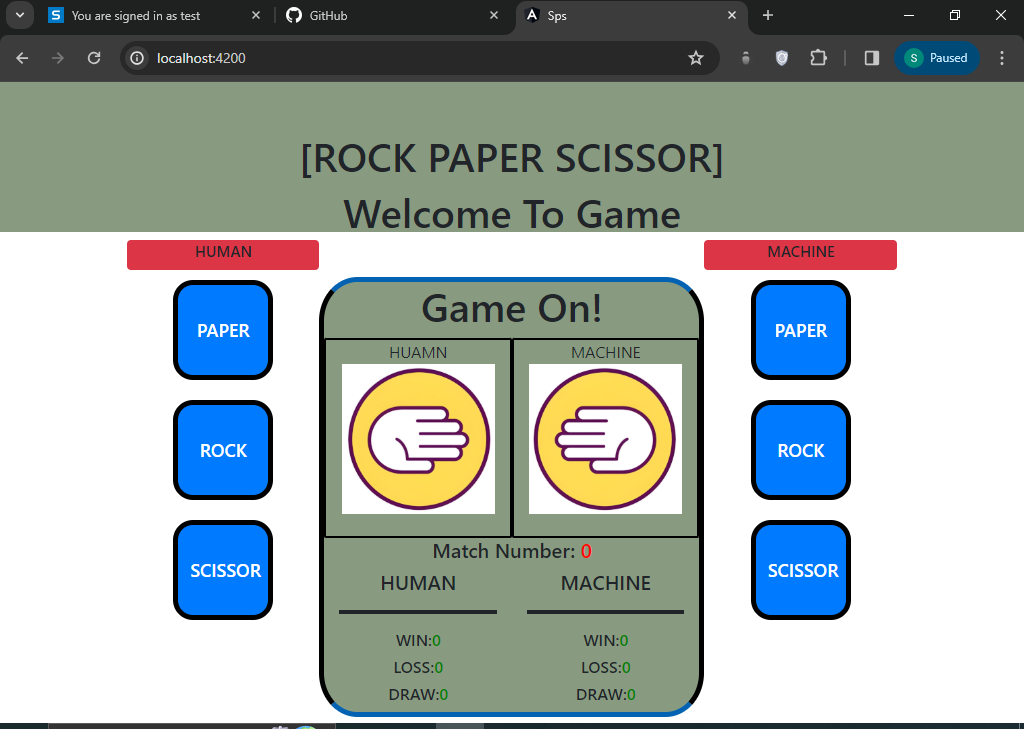 You are signed in as test
GitHub
Sps
localhost:4200
S
Paused
[ROCK PAPER SCISSOR]
Welcome To Game
HUMAN
MACHINE
PAPER
ROCK
SCISSOR
Game On!
HUAMN
MACHINE
Match Number: 0
HUMAN
MACHINE
WIN:0
LOSS:0
DRAW:0
WIN:0
LOSS:0
DRAW:0
PAPER
ROCK
SCISSOR